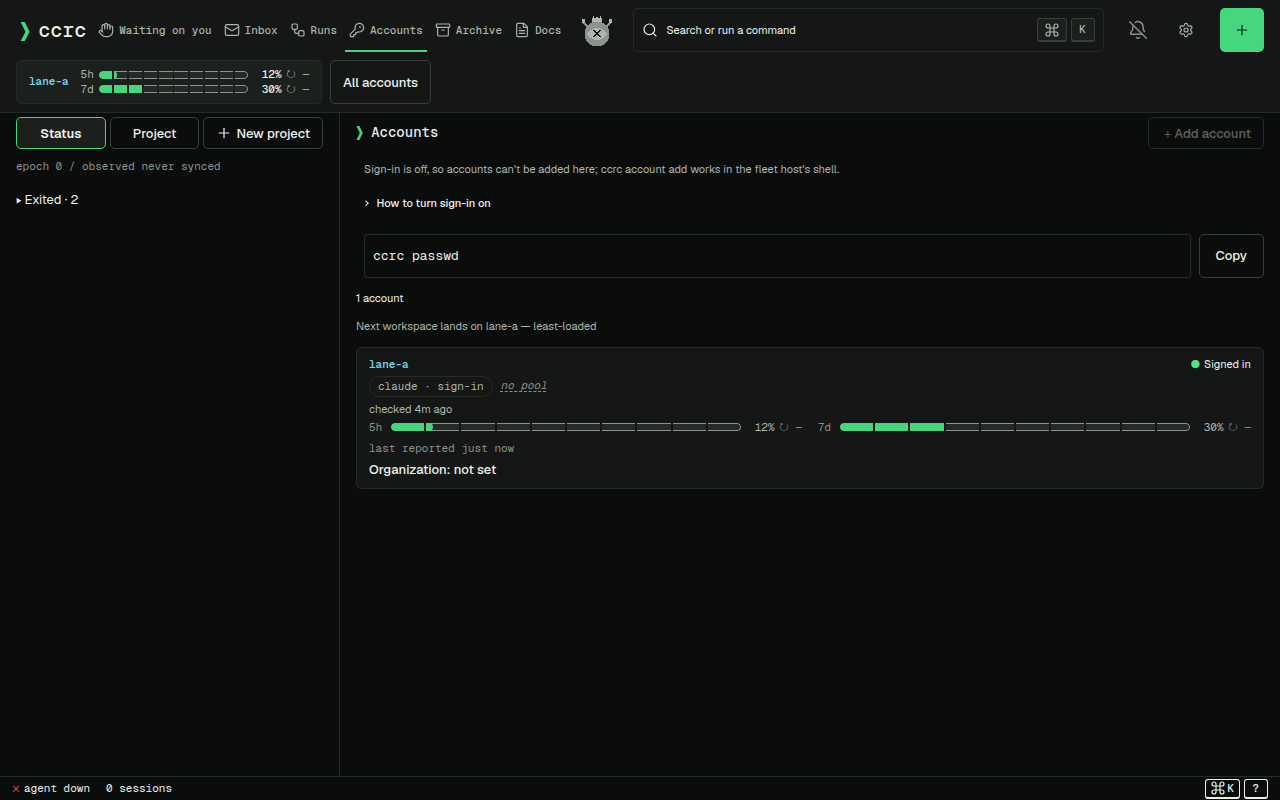 ❯ ccrc Waiting on you Inbox Runs Accounts Archive Docs Search or run a command ⌘ K +
lane-a 5h 12% ↻ — All accounts
7d 30% ↻ —
Status Project + New project
epoch 0 / observed never synced
▸ Exited · 2
❯ Accounts + Add account
Sign-in is off, so accounts can't be added here; ccrc account add works in the fleet host's shell.
› How to turn sign-in on
ccrc passwd Copy
1 account
Next workspace lands on lane-a — least-loaded
lane-a Signed in
claude · sign-in no pool
checked 4m ago
5h 12% ↻ — 7d 30% ↻ —
last reported just now
Organization: not set
× agent down 0 sessions ⌘K ?